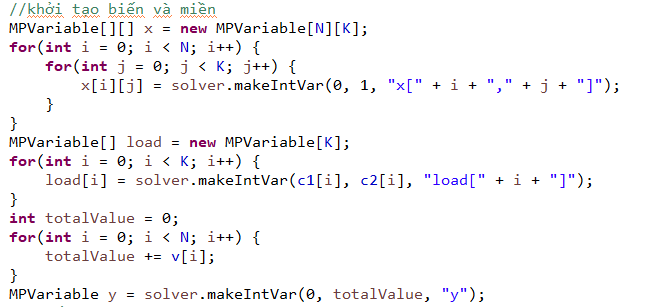 //khởi tạo biến và miền
MPVariable[][] x = new MPVariable[N][K];
for(int i = 0; i < N; i++) {
    for(int j = 0; j < K; j++) {
        x[i][j] = solver.makeIntVar(0, 1, "x[" + i + "," + j + "]");
    }
}
MPVariable[] load = new MPVariable[K];
for(int i = 0; i < K; i++) {
    load[i] = solver.makeIntVar(c1[i], c2[i], "load[" + i + "]");
}
int totalValue = 0;
for(int i = 0; i < N; i++) {
    totalValue += v[i];
}
MPVariable y = solver.makeIntVar(0, totalValue, "y");